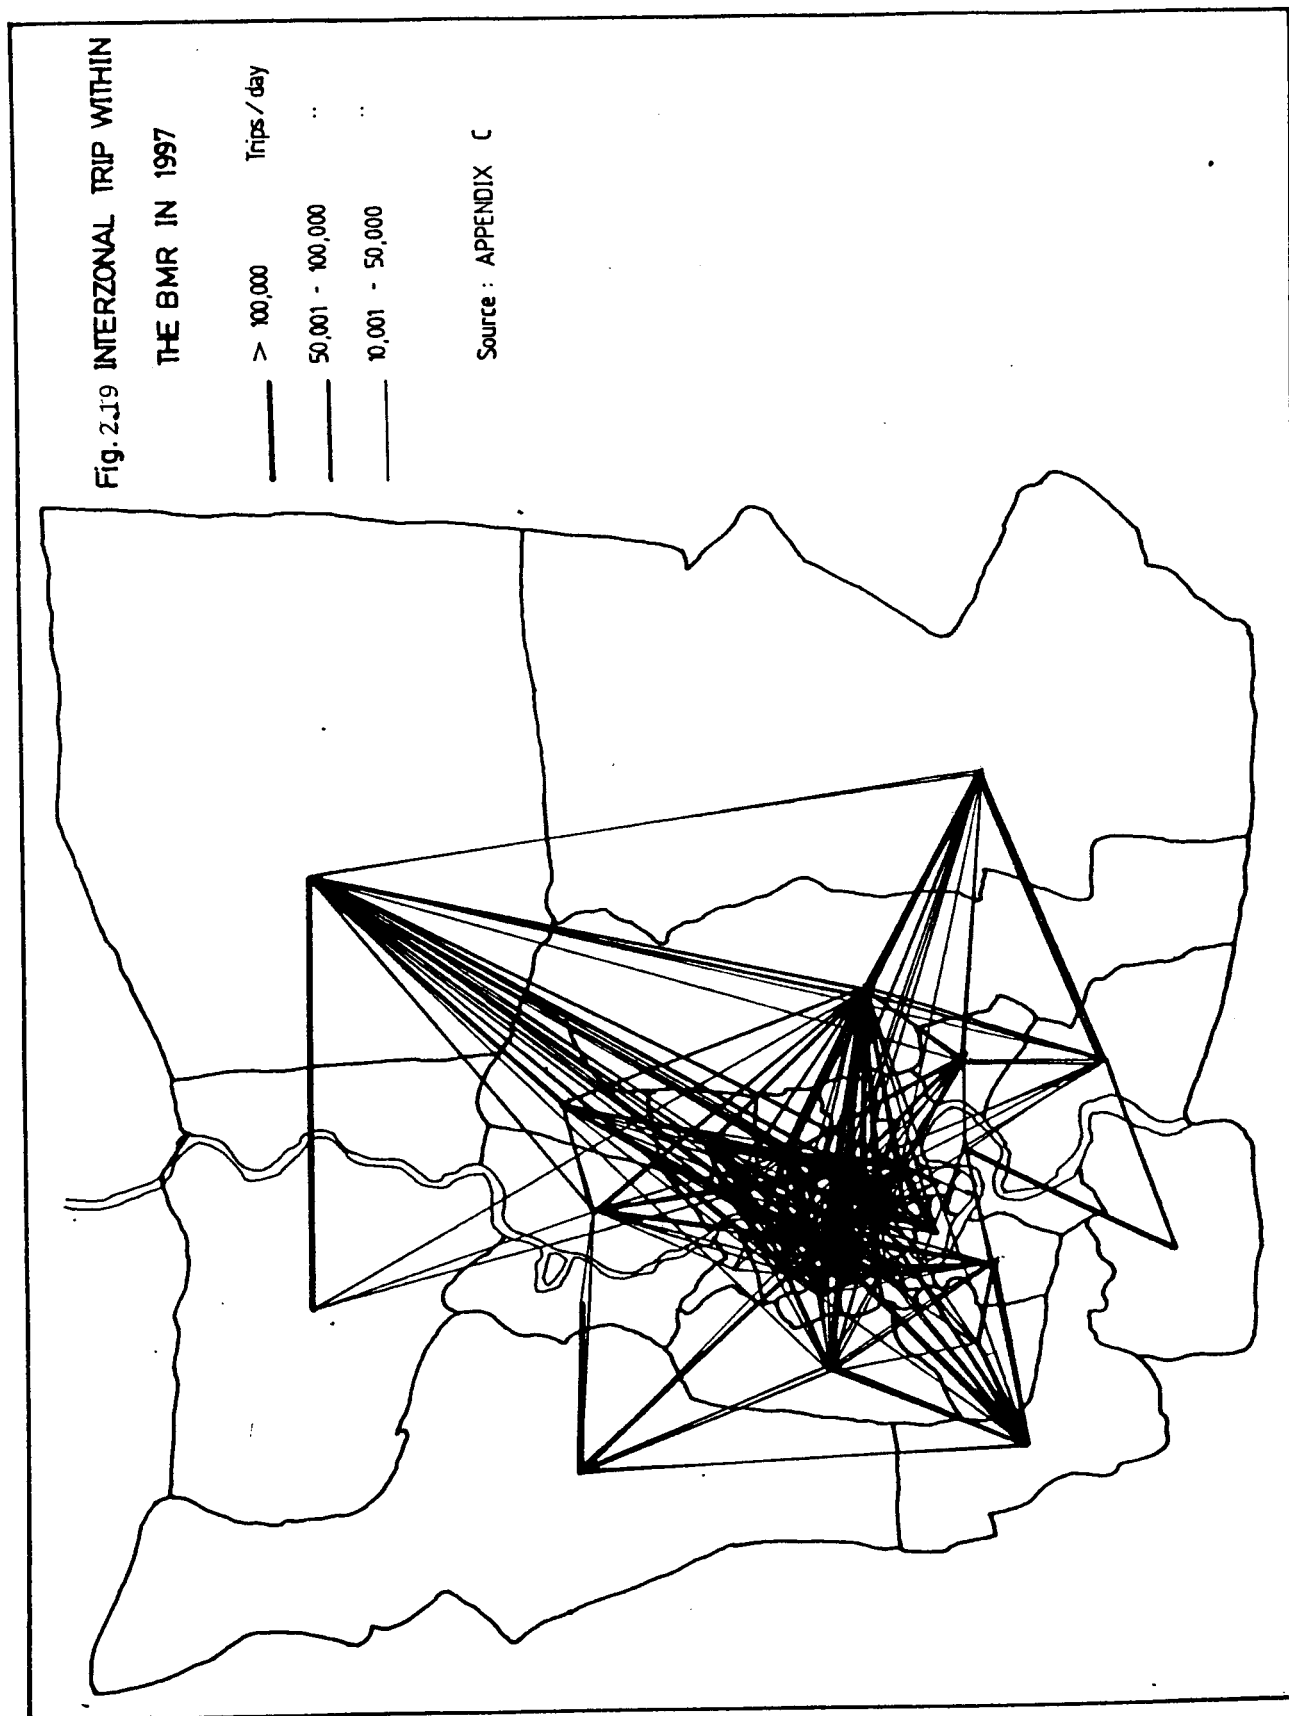 Fig. 2.19 INTERZONAL TRIP WITHIN
THE BMR IN 1997
> 100,000 Trips / day
50,001 - 100,000 ..
10,001 - 50,000 ..
Source : APPENDIX C